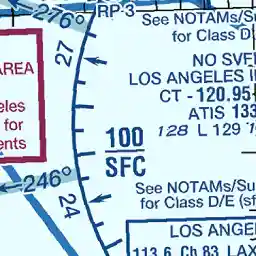 276°
RP-3
See NOTAMs/Su
for Class D
27
NO SVF
LOS ANGELES I
CT - 120.95
ATIS 133
128 L 129
AREA
eles
for
ents
100
SFC
246°
24
See NOTAMs/Su
for Class D/E (sf
LOS ANGEL
113.6 Ch 83 LAX